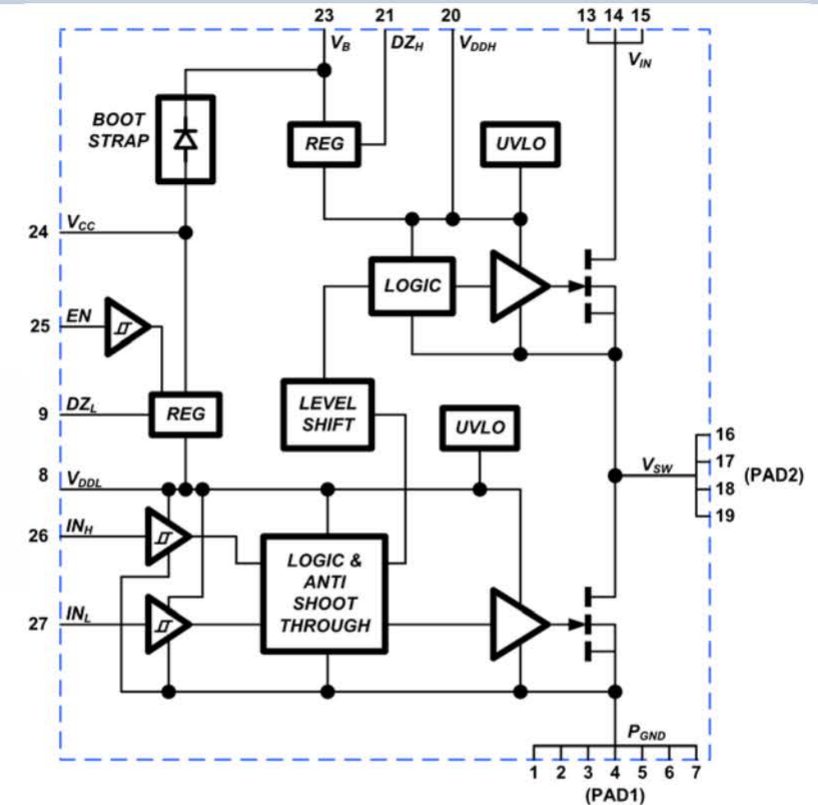 23 21 20 13 14 15
VB DZH VDDH VIN
BOOT
STRAP
REG UVLO
24 VCC
LOGIC
25 EN
9 DZL REG
LEVEL
SHIFT
UVLO
16
17
18
19
VSW (PAD2)
8 VDDL
26 INH
LOGIC &
ANTI
SHOOT
THROUGH
27 INL
PGND
1 2 3 4 5 6 7
(PAD1)